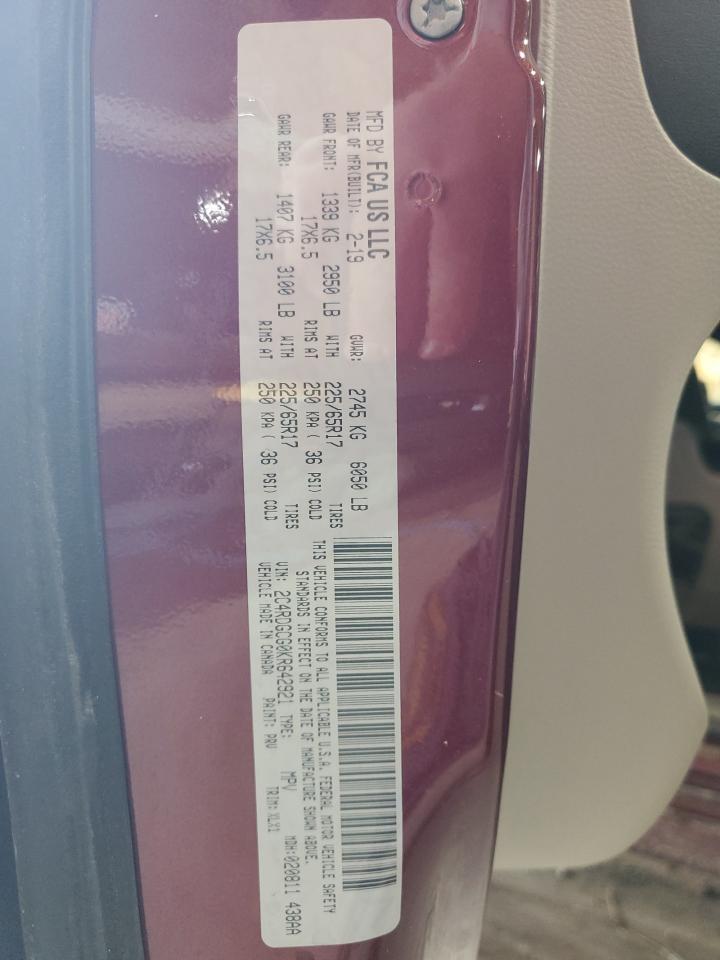 MFD BY FCA US LLC
DATE OF MFR(BUILT): 2-19 GVWR: 2745 KG 6050 LB
GAWR FRONT: 1339 KG 2950 LB WITH 225/65R17 TIRES
17X6.5 RIMS AT 250 KPA ( 36 PSI) COLD
GAWR REAR: 1407 KG 3100 LB WITH 225/65R17 TIRES
17X6.5 RIMS AT 250 KPA ( 36 PSI) COLD
THIS VEHICLE CONFORMS TO ALL APPLICABLE U.S.A. FEDERAL MOTOR VEHICLE SAFETY
STANDARDS IN EFFECT ON THE DATE OF MANUFACTURE SHOWN ABOVE.
VIN: 2C4RDGCG0KR642921 TYPE: MPV MDH:020811 438AA
VEHICLE MADE IN CANADA PAINT: PRV TRIM: XLX1